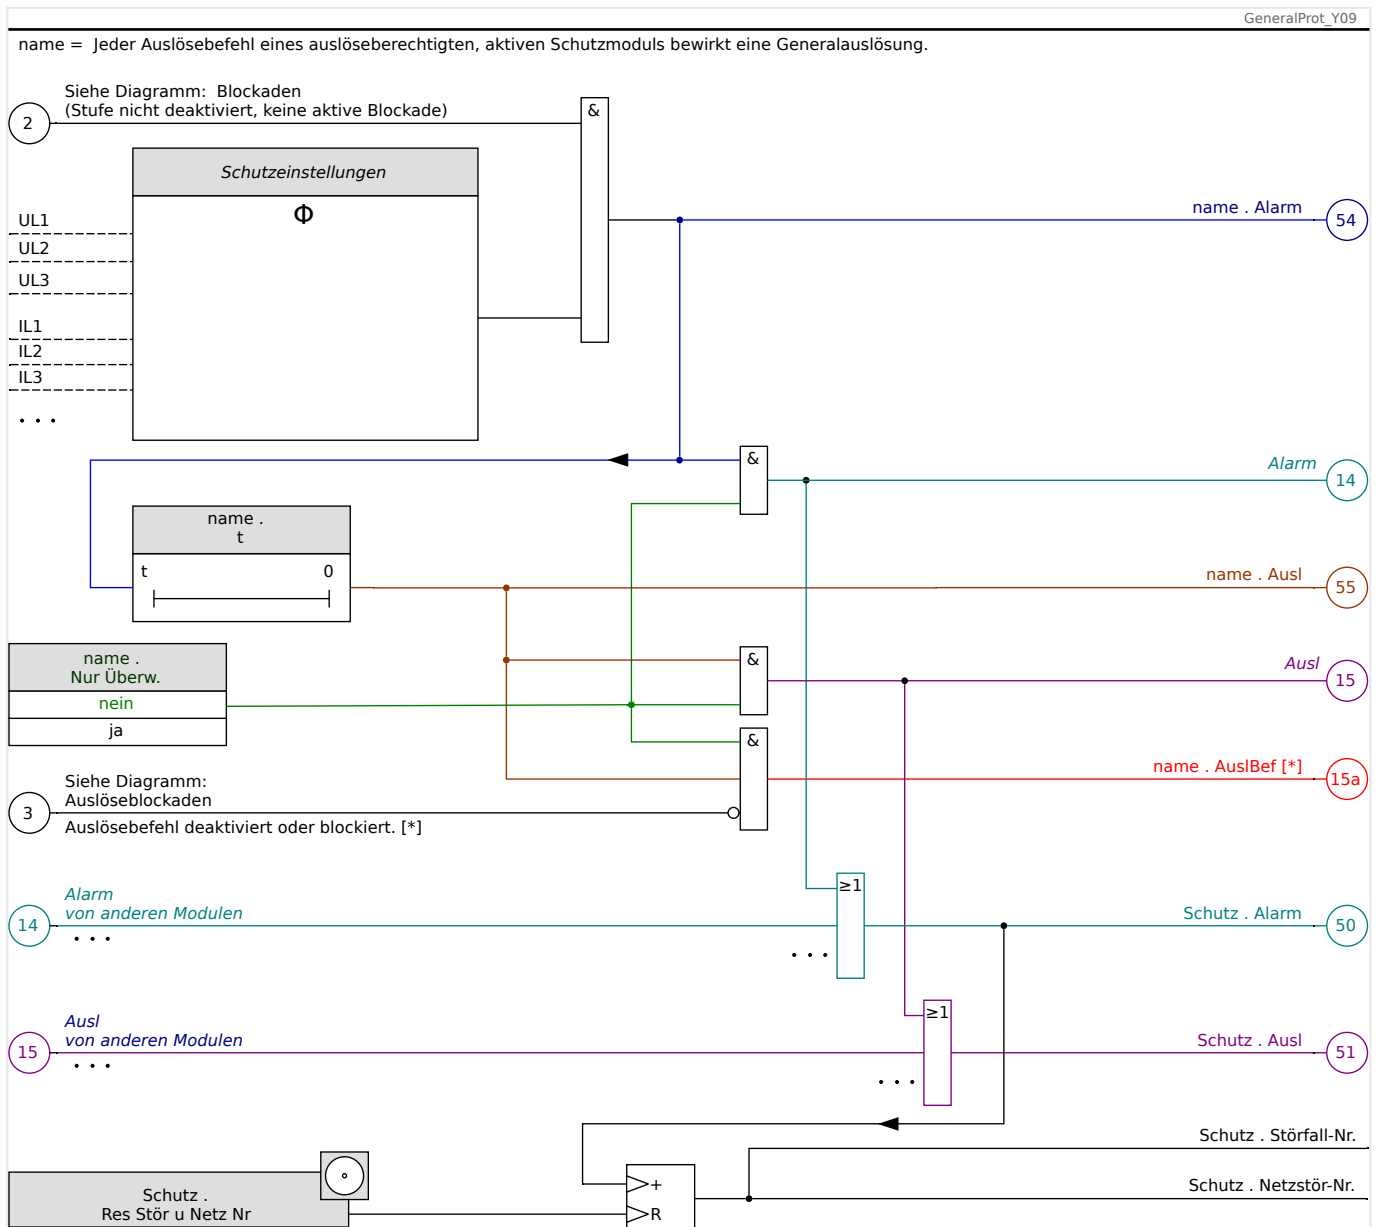 GeneralProt_Y09
name = Jeder Auslösebefehl eines auslöseberechtigten, aktiven Schutzmoduls bewirkt eine Generalauslösung.
Siehe Diagramm: Blockaden
(Stufe nicht deaktiviert, keine aktive Blockade)
2
&
Schutzeinstellungen
Φ
UL1
UL2
UL3
IL1
IL2
IL3
. . .
name . Alarm
54
&
Alarm
14
name .
t
t
0
name . Ausl
55
name .
Nur Überw.
nein
ja
&
Ausl
15
&
name . AuslBef [*]
15a
Siehe Diagramm:
Auslöseblockaden
3
Auslösebefehl deaktiviert oder blockiert. [*]
Alarm
von anderen Modulen
14
. . .
≥1
. . .
Schutz . Alarm
50
Ausl
von anderen Modulen
15
. . .
≥1
. . .
Schutz . Ausl
51
Schutz . Störfall-Nr.
Schutz . Netzstör-Nr.
Schutz .
Res Stör u Netz Nr
+
R